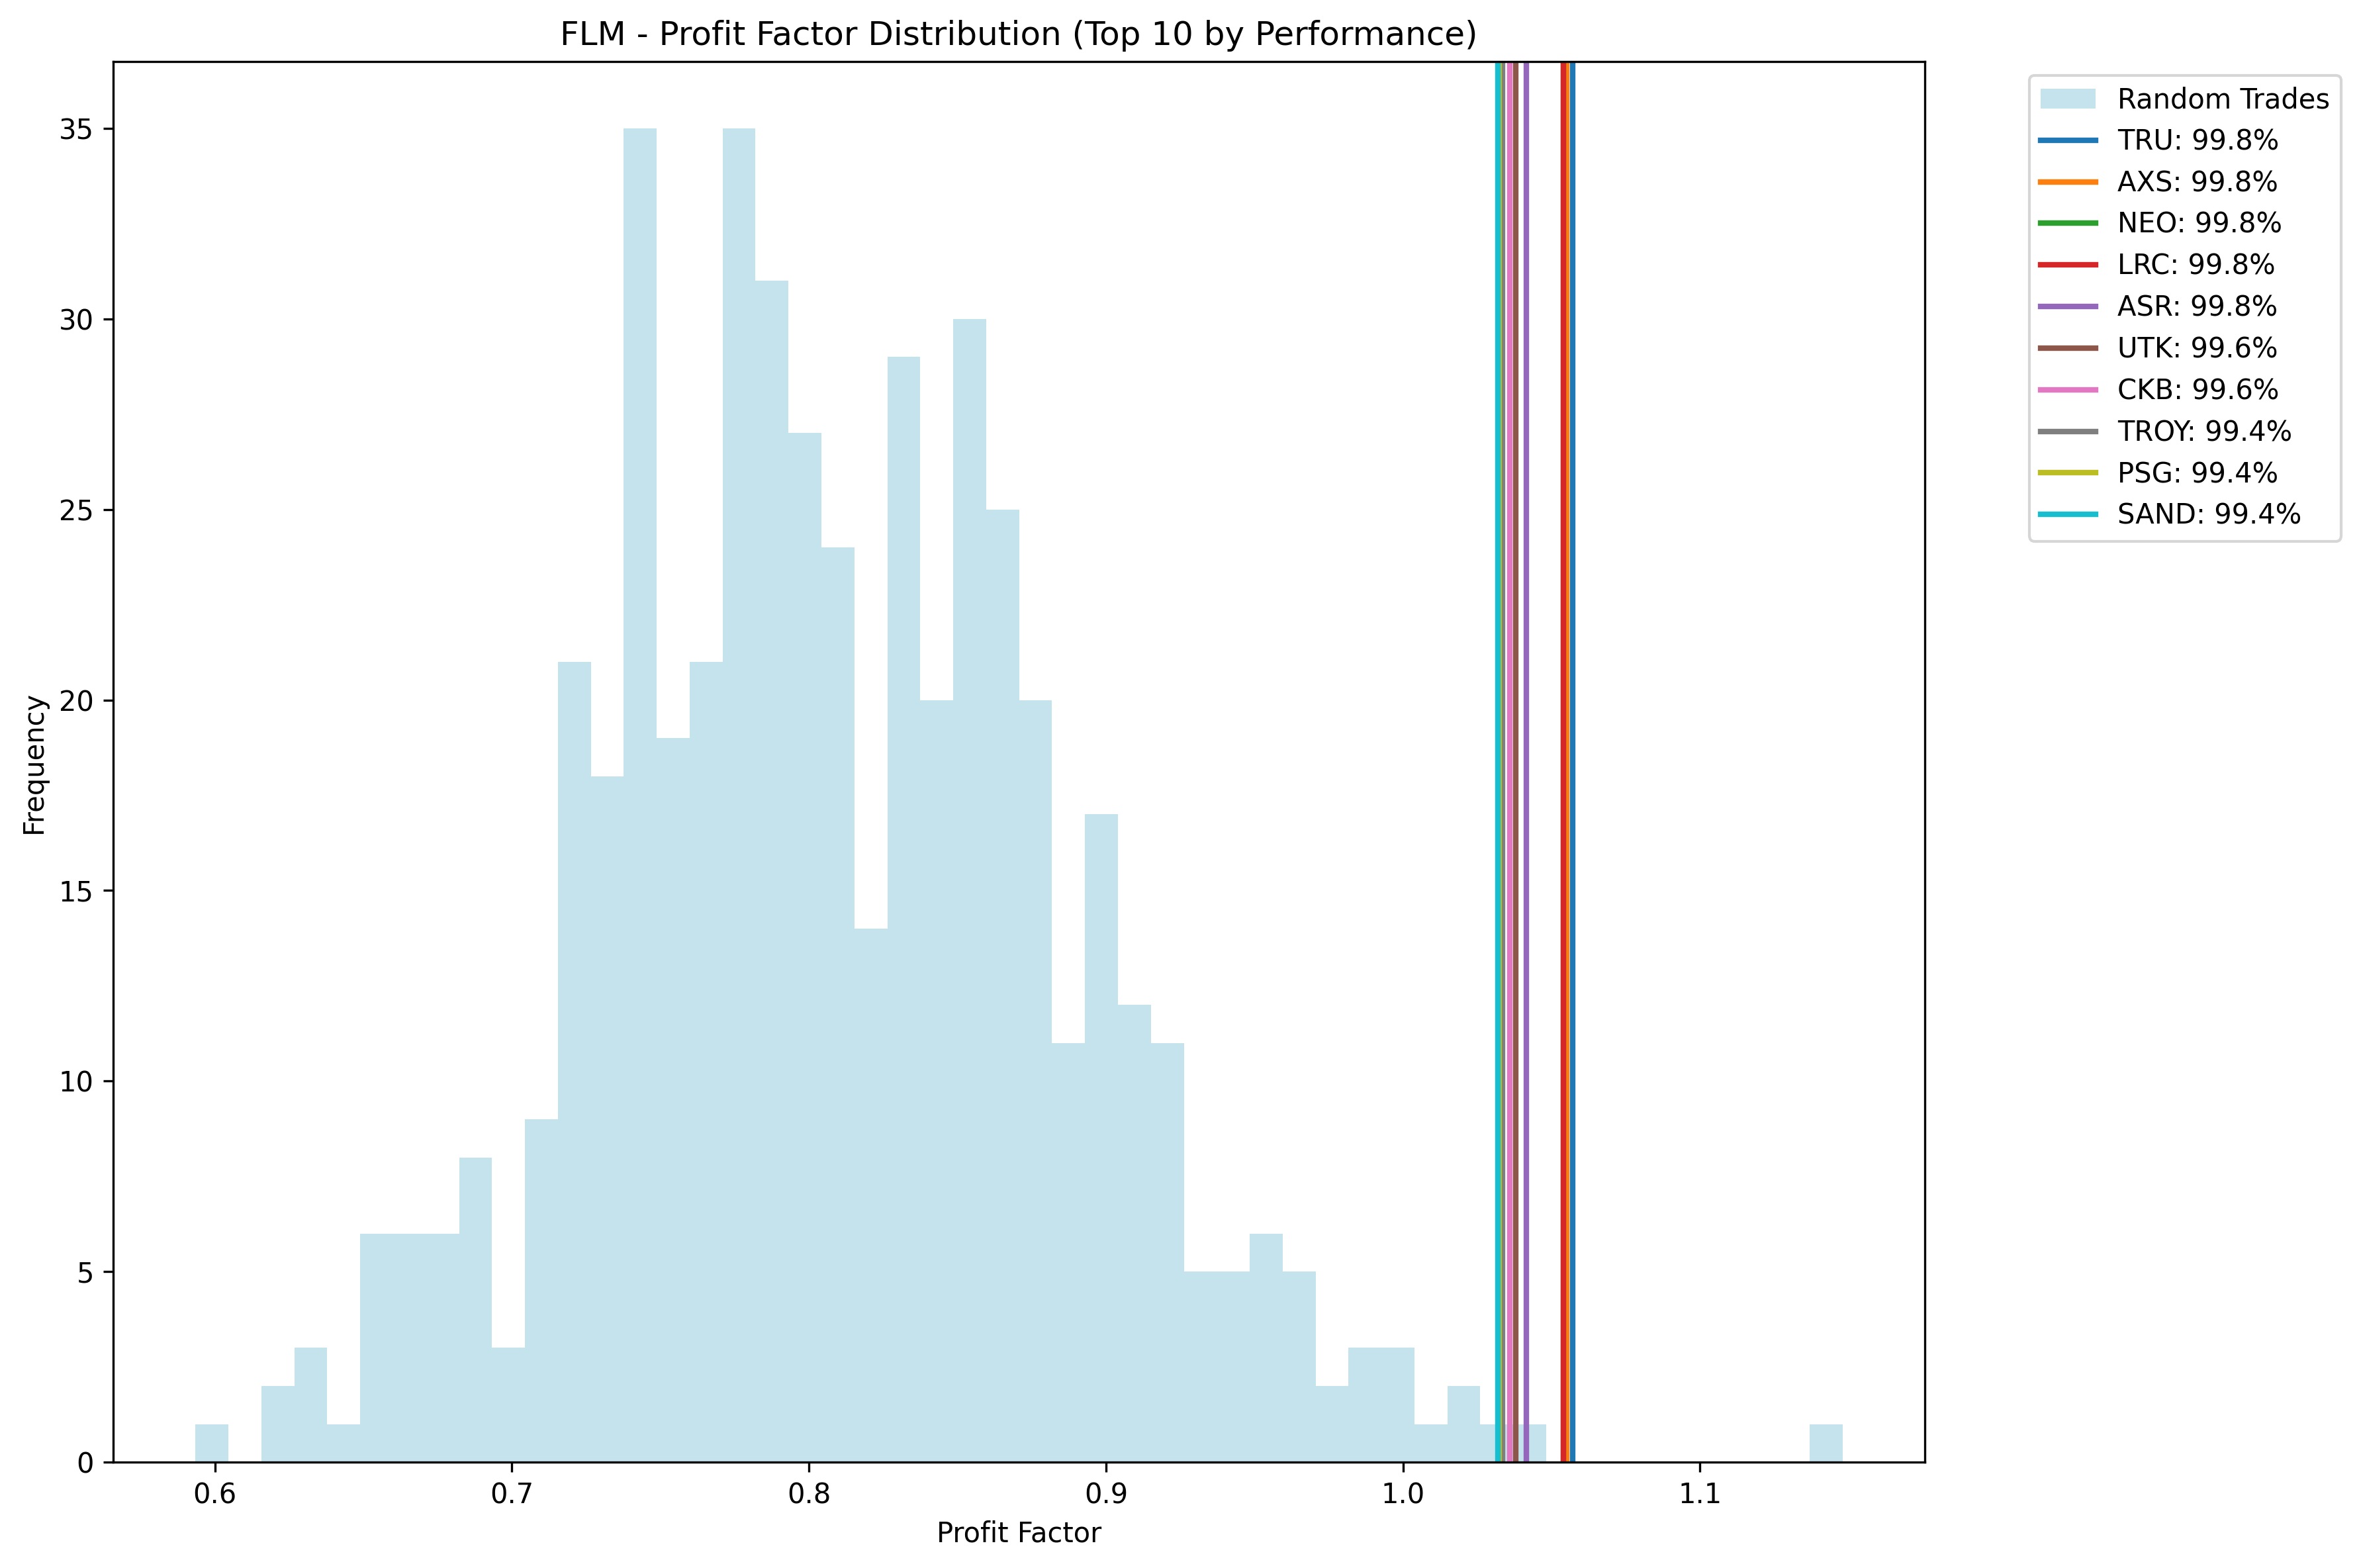 FLM - Profit Factor Distribution (Top 10 by Performance)
Random Trades
TRU: 99.8%
AXS: 99.8%
NEO: 99.8%
LRC: 99.8%
ASR: 99.8%
UTK: 99.6%
CKB: 99.6%
TROY: 99.4%
PSG: 99.4%
SAND: 99.4%
Frequency
35
30
25
20
15
10
5
0
0.6 0.7 0.8 0.9 1.0 1.1
Profit Factor